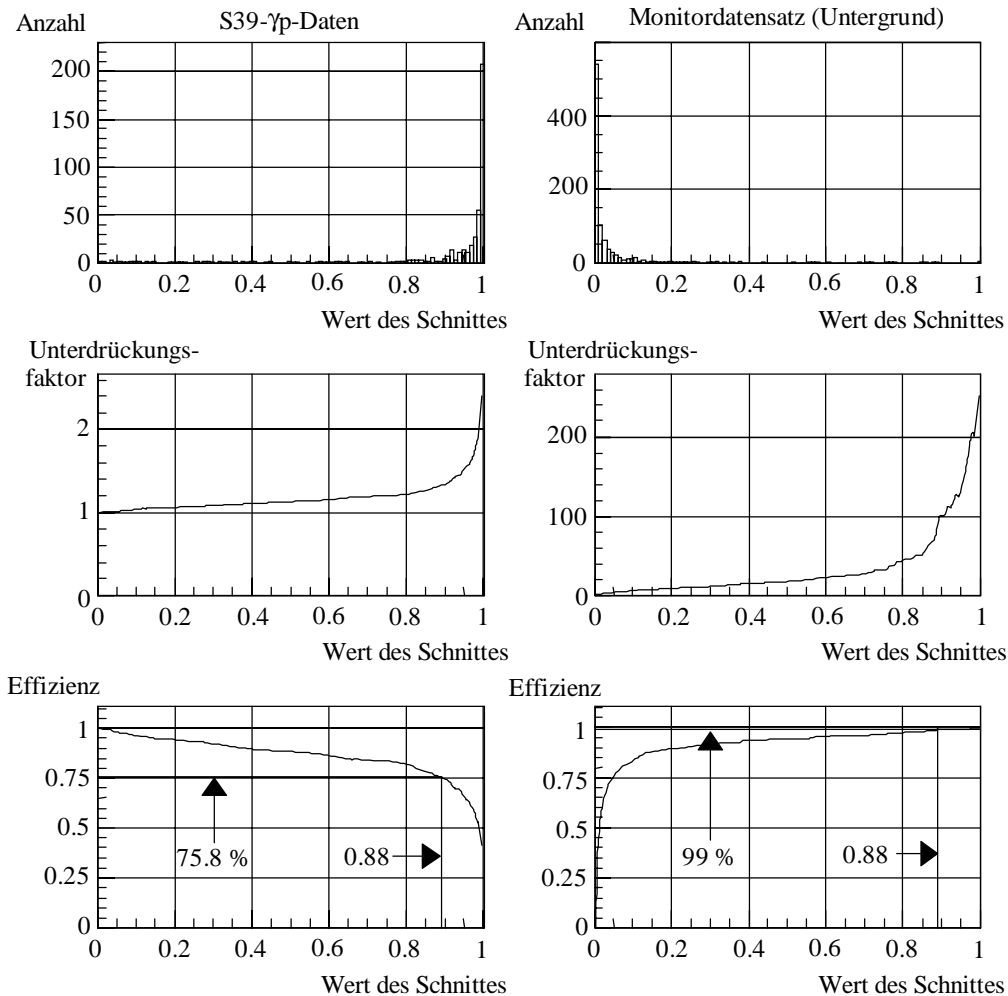 Anzahl
S39-γp-Daten
200
150
100
50
0
0 0.2 0.4 0.6 0.8 1
Wert des Schnittes
Anzahl
Monitordatensatz (Untergrund)
400
200
0
0 0.2 0.4 0.6 0.8 1
Wert des Schnittes
Unterdrückungs-
faktor
2
1
0
0 0.2 0.4 0.6 0.8 1
Wert des Schnittes
Unterdrückungs-
faktor
200
100
0
0 0.2 0.4 0.6 0.8 1
Wert des Schnittes
Effizienz
1
0.75
0.5
0.25
0
75.8 %
0.88
0 0.2 0.4 0.6 0.8 1
Wert des Schnittes
Effizienz
1
0.75
0.5
0.25
0
99 %
0.88
0 0.2 0.4 0.6 0.8 1
Wert des Schnittes